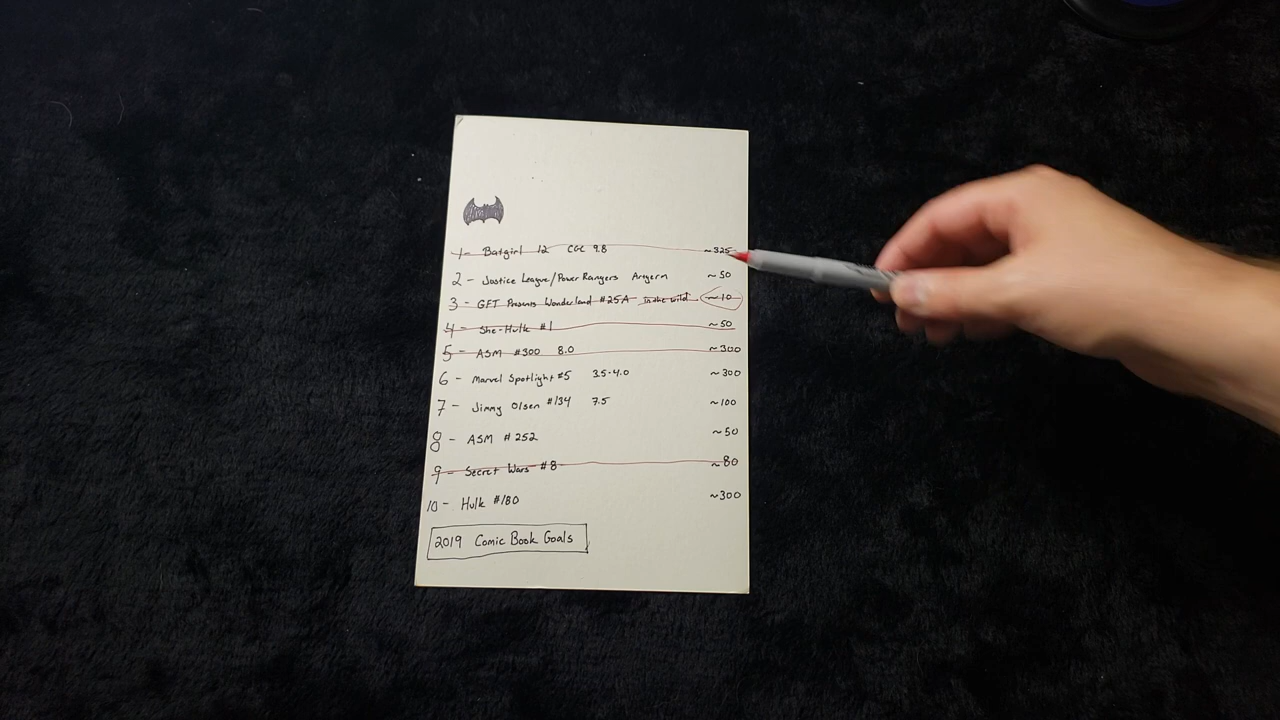 1- Batgirl 12 CGC 9.8 ~325
2 - Justice League/Power Rangers Artgerm ~50
3 - GFT Presents Wonderland #25A in the wild ~10
4 - She-Hulk #1 ~50
5 - ASM #300 8.0 ~300
6 - Marvel Spotlight #5 3.5-4.0 ~300
7 - Jimmy Olsen #134 7.5 ~100
8 - ASM #252 ~50
9 - Secret Wars #8 ~80
10 - Hulk #180 ~300
2019 Comic Book Goals